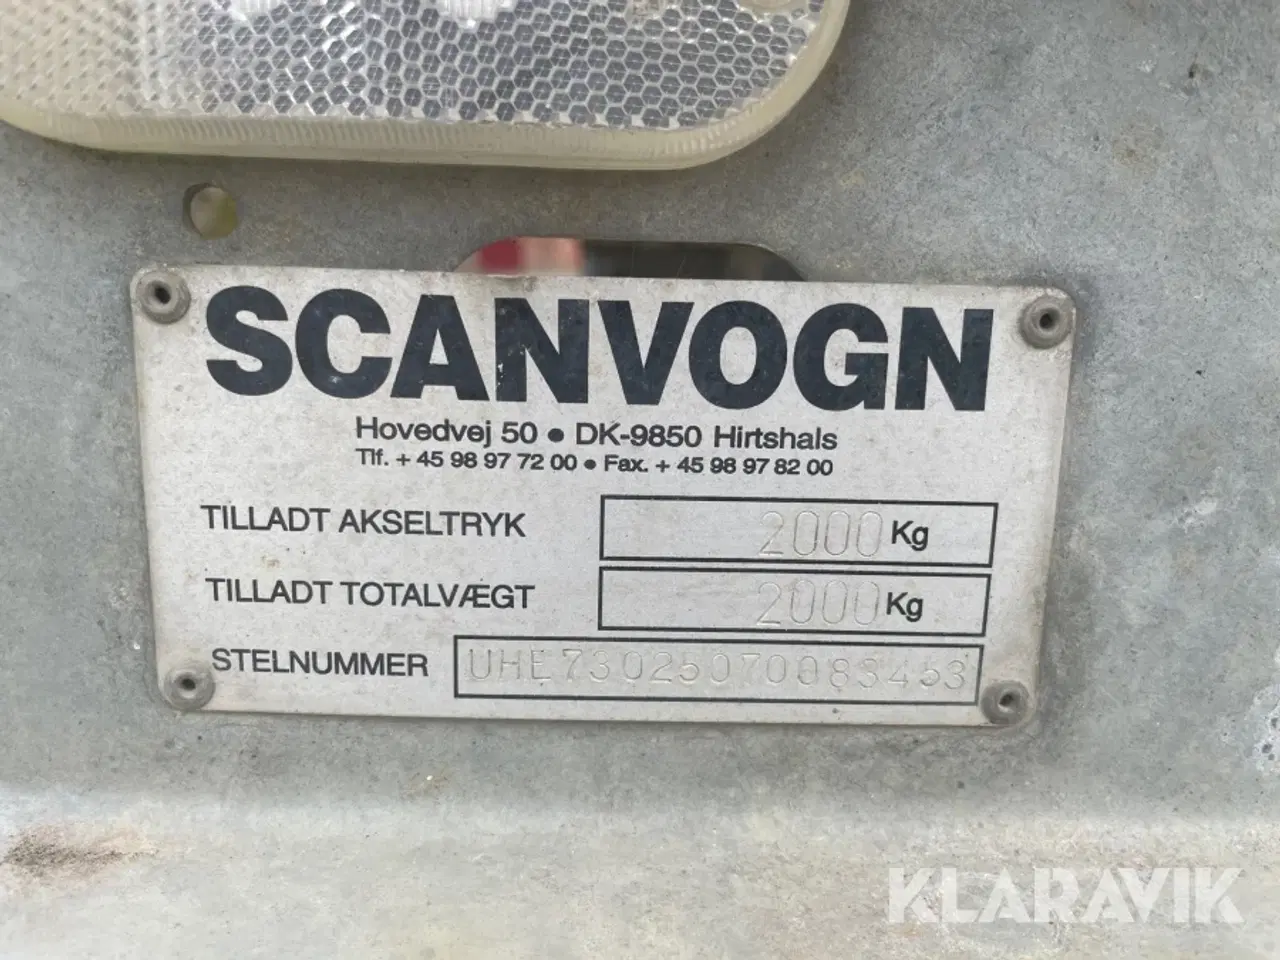 SCANVOGN
Hovedvej 50 • DK-9850 Hirtshals
Tlf. + 45 98 97 72 00 • Fax. + 45 98 97 82 00
TILLADT AKSELTRYK 2000 Kg
TILLADT TOTALVÆGT 2000 Kg
STELNUMMER UHE73025070083453
KLARAVIK